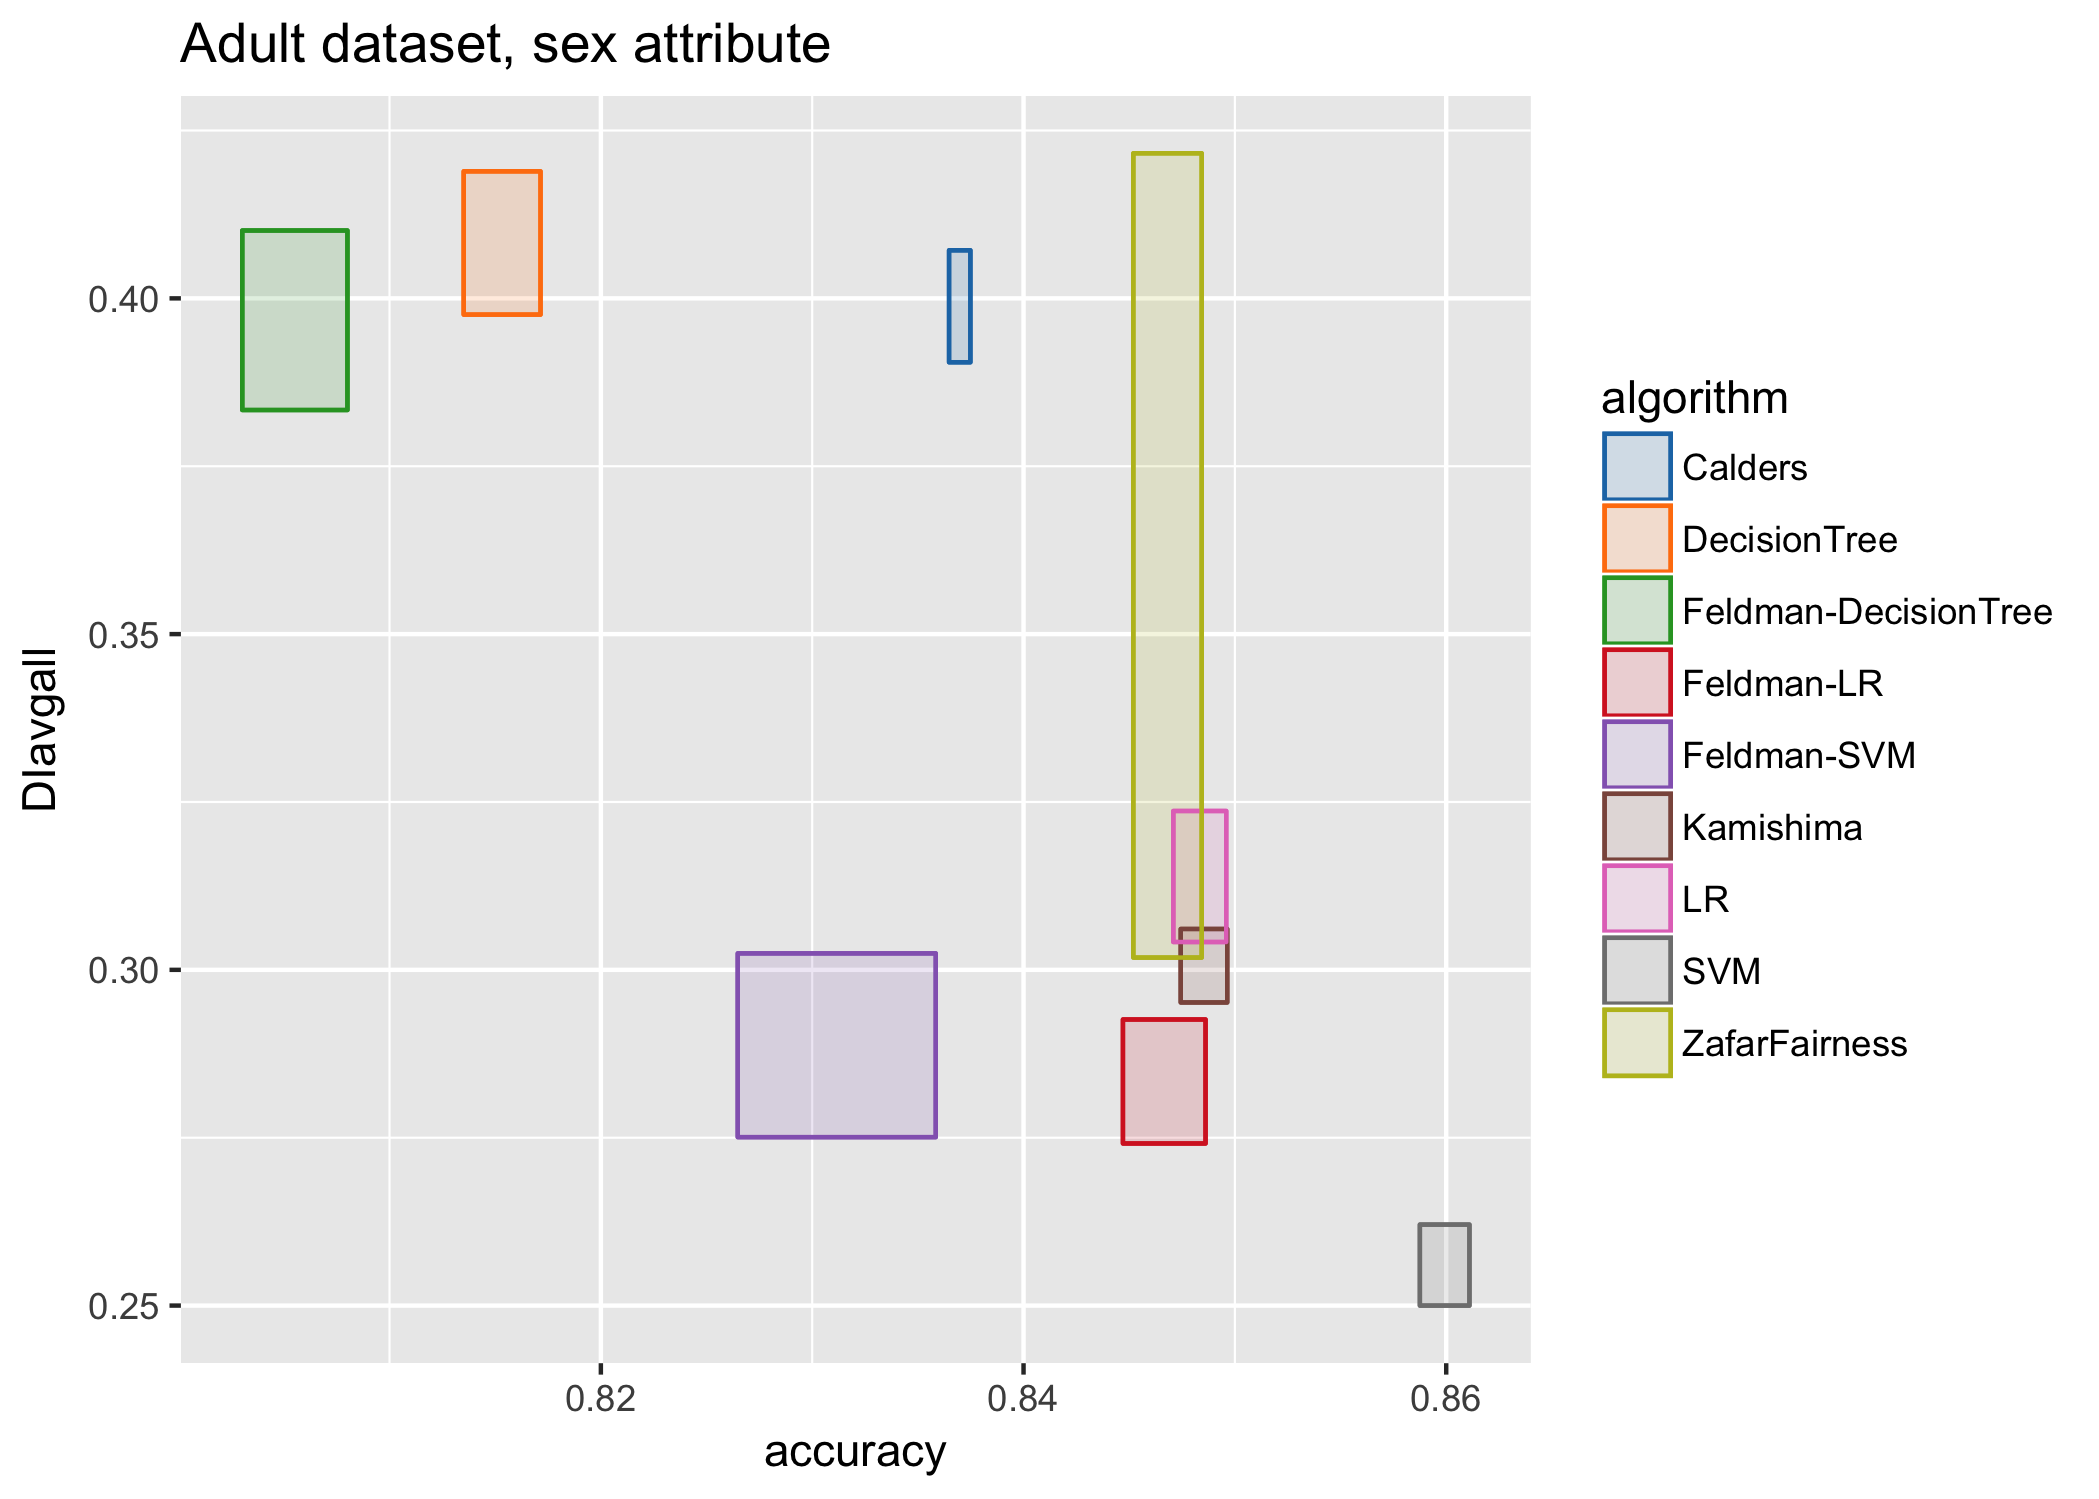 Adult dataset, sex attribute
DIavgall
0.40
0.35
0.30
0.25
0.82
0.84
0.86
accuracy
algorithm
Calders
DecisionTree
Feldman-DecisionTree
Feldman-LR
Feldman-SVM
Kamishima
LR
SVM
ZafarFairness